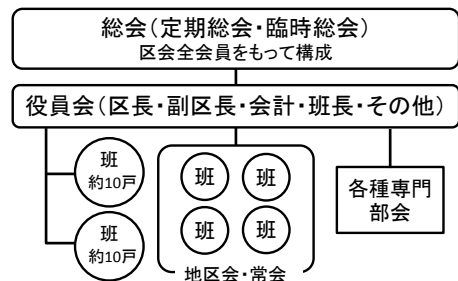 総会（定期総会・臨時総会）
区会全会員をもって構成
役員会（区長・副区長・会計・班長・その他）
班
約10戸
班
約10戸
班 班
班 班
地区会・常会
各種専門
部会